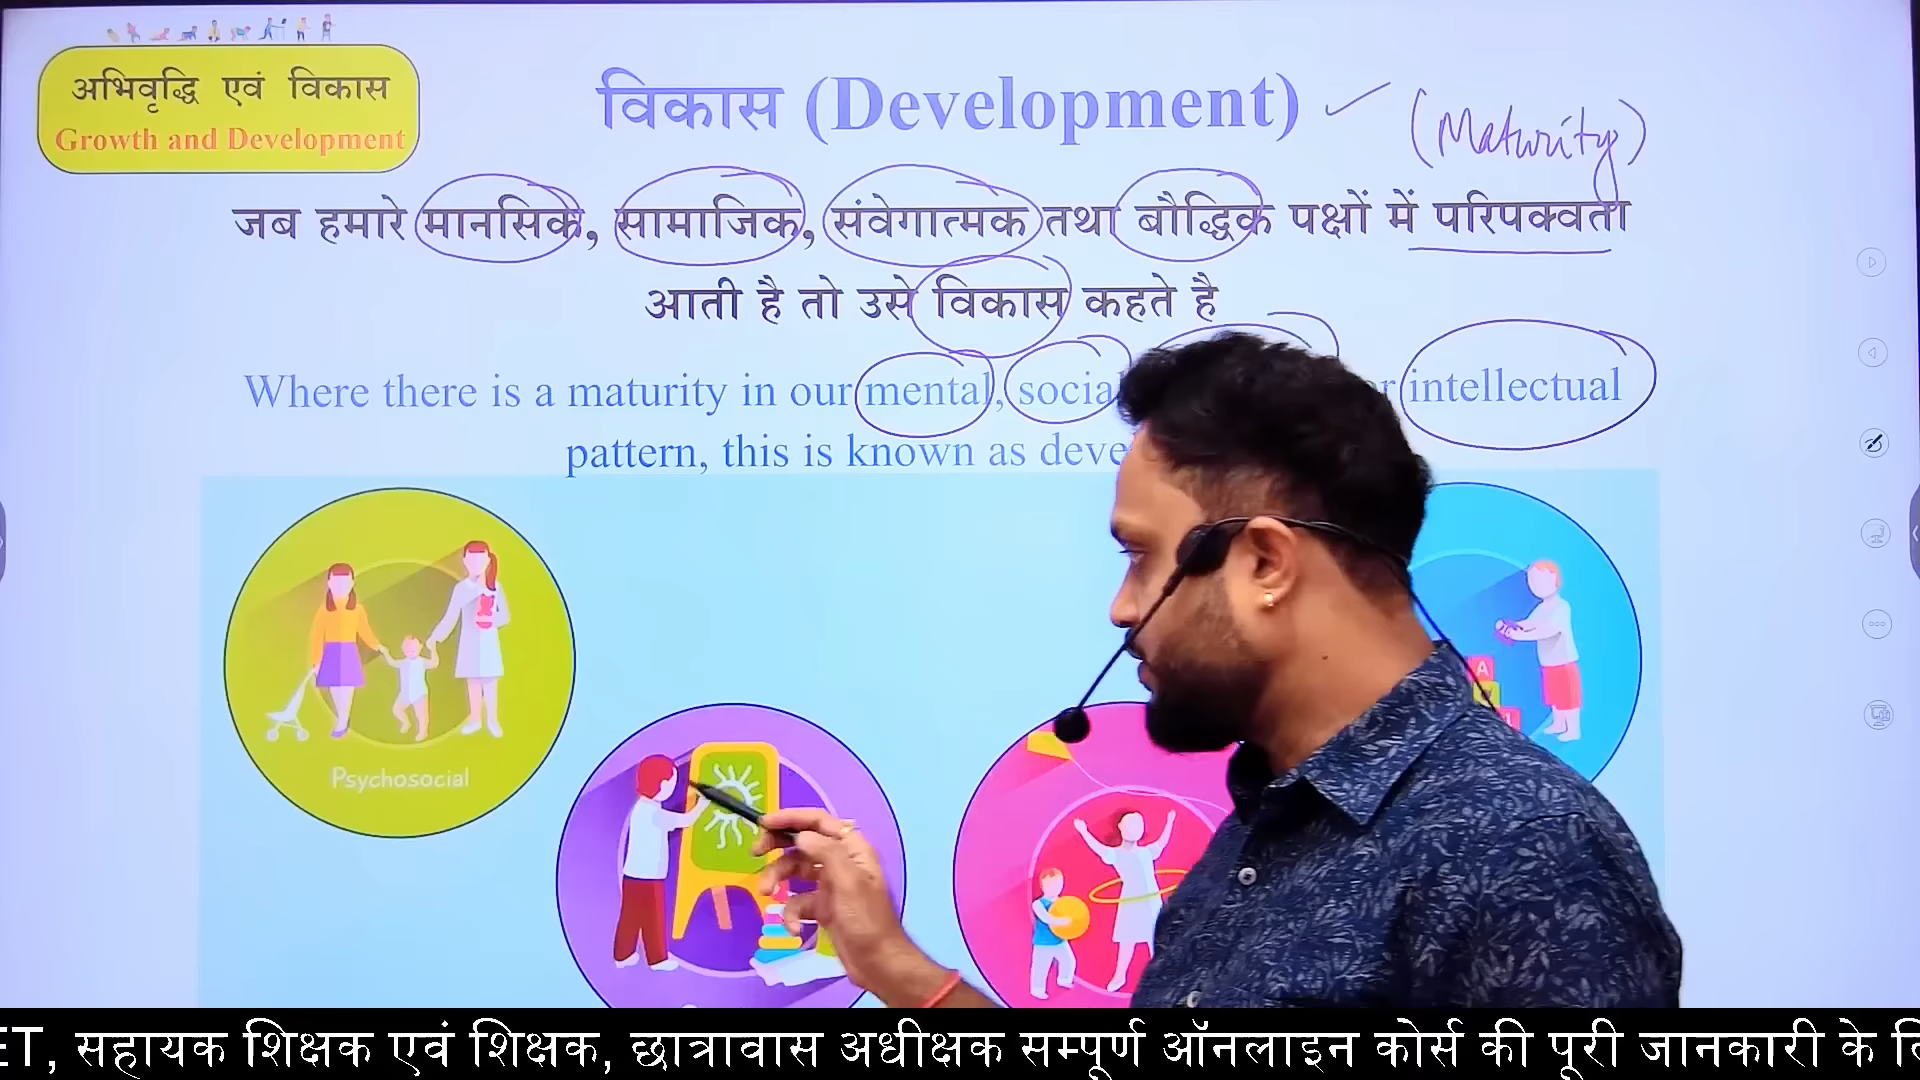 अभिवृद्धि एवं विकास
Growth and Development
विकास (Development)
(Maturity)
जब हमारे मानसिक, सामाजिक, संवेगात्मक तथा बौद्धिक पक्षों में परिपक्वता
आती है तो उसे विकास कहते है
Where there is a maturity in our mental, social intellectual
pattern, this is known as
Psychosocial
A
ET, सहायक शिक्षक एवं शिक्षक, छात्रावास अधीक्षक सम्पूर्ण ऑनलाइन कोर्स की पूरी जानकारी के